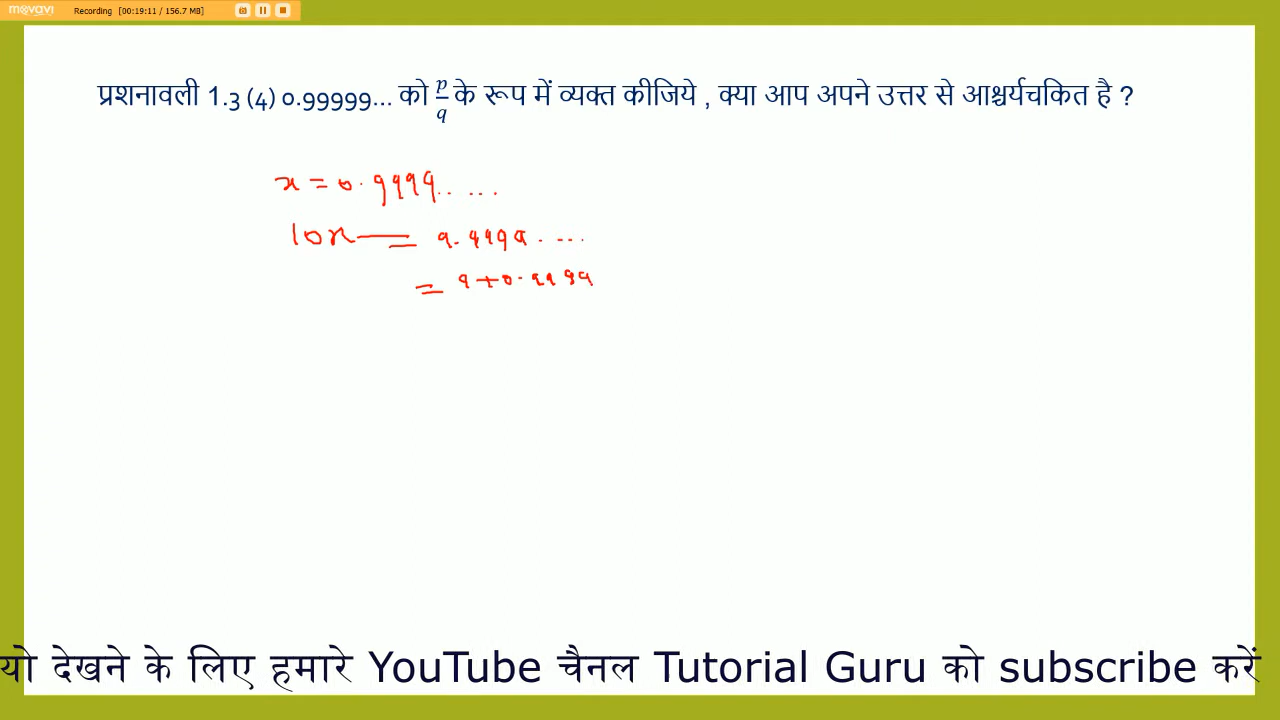 movavi Recording [00:19:11 / 156.7 MB]
प्रशनावली 1.3 (4) 0.99999... को p/q के रूप में व्यक्त कीजिये , क्या आप अपने उत्तर से आश्चर्यचकित है ?
x = 0.9999.. ...
10x = 9.9999. ...
= 9+0.9999
यो देखने के लिए हमारे YouTube चैनल Tutorial Guru को subscribe करें